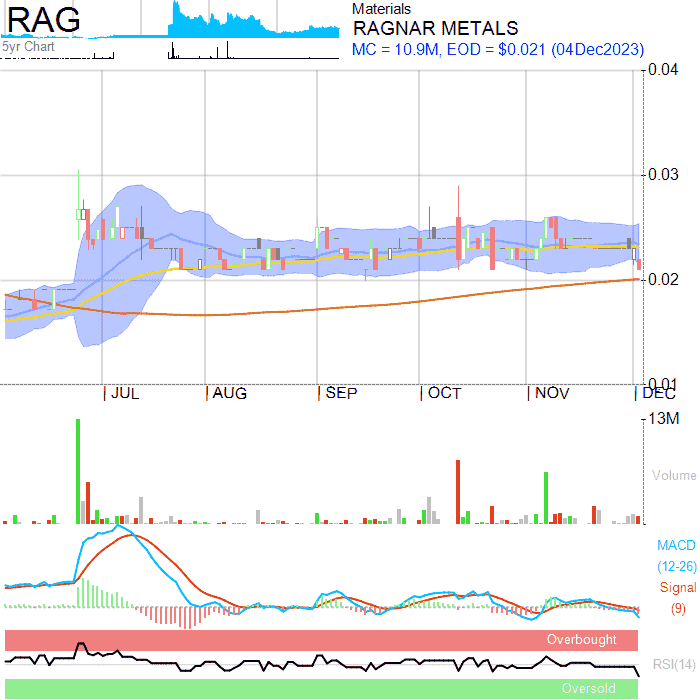 RAG
5yr Chart
Materials
RAGNAR METALS
MC = 10.9M, EOD = $0.021 (04Dec2023)
0.04
0.03
0.02
0.01
JUL AUG SEP OCT NOV DEC
13M
Volume
MACD
(12-26)
Signal
(9)
Overbought
RSI(14)
Oversold